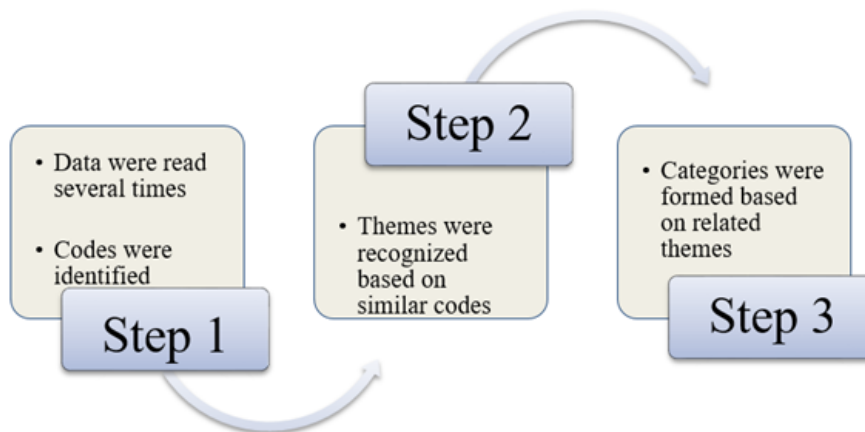 • Data were read
several times
• Codes were
identified
Step 1
Step 2
• Themes were
recognized
based on
similar codes
• Categories were
formed based
on related
themes
Step 3